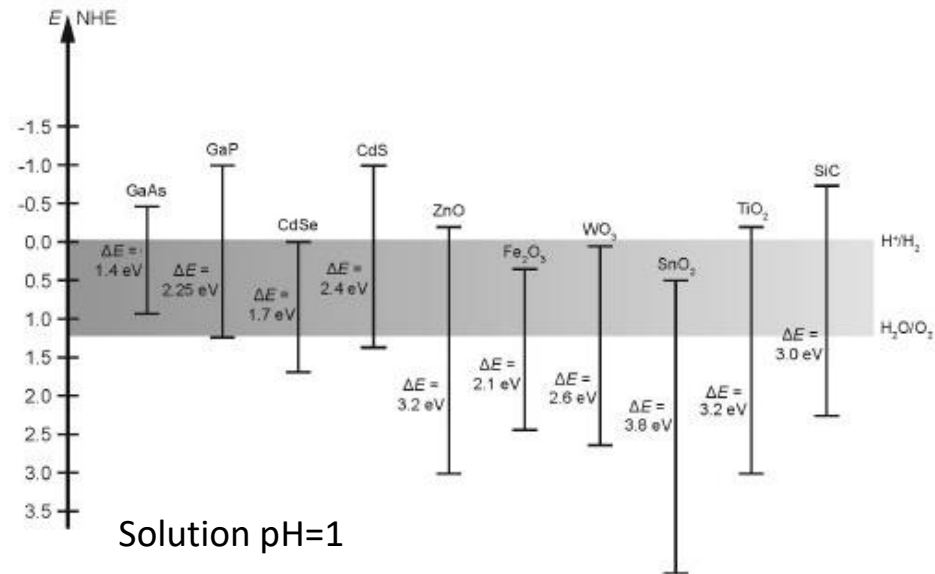 E NHE
-1.5
-1.0
-0.5
0.0
0.5
1.0
1.5
2.0
2.5
3.0
3.5
GaAs
ΔE =
1.4 eV
GaP
ΔE =
2.25 eV
CdSe
ΔE =
1.7 eV
CdS
ΔE =
2.4 eV
ZnO
ΔE =
3.2 eV
Fe₂O₃
ΔE =
2.1 eV
WO₃
ΔE =
2.6 eV
SnO₂
ΔE =
3.8 eV
TiO₂
ΔE =
3.2 eV
SiC
ΔE =
3.0 eV
H⁺/H₂
H₂O/O₂
Solution pH=1